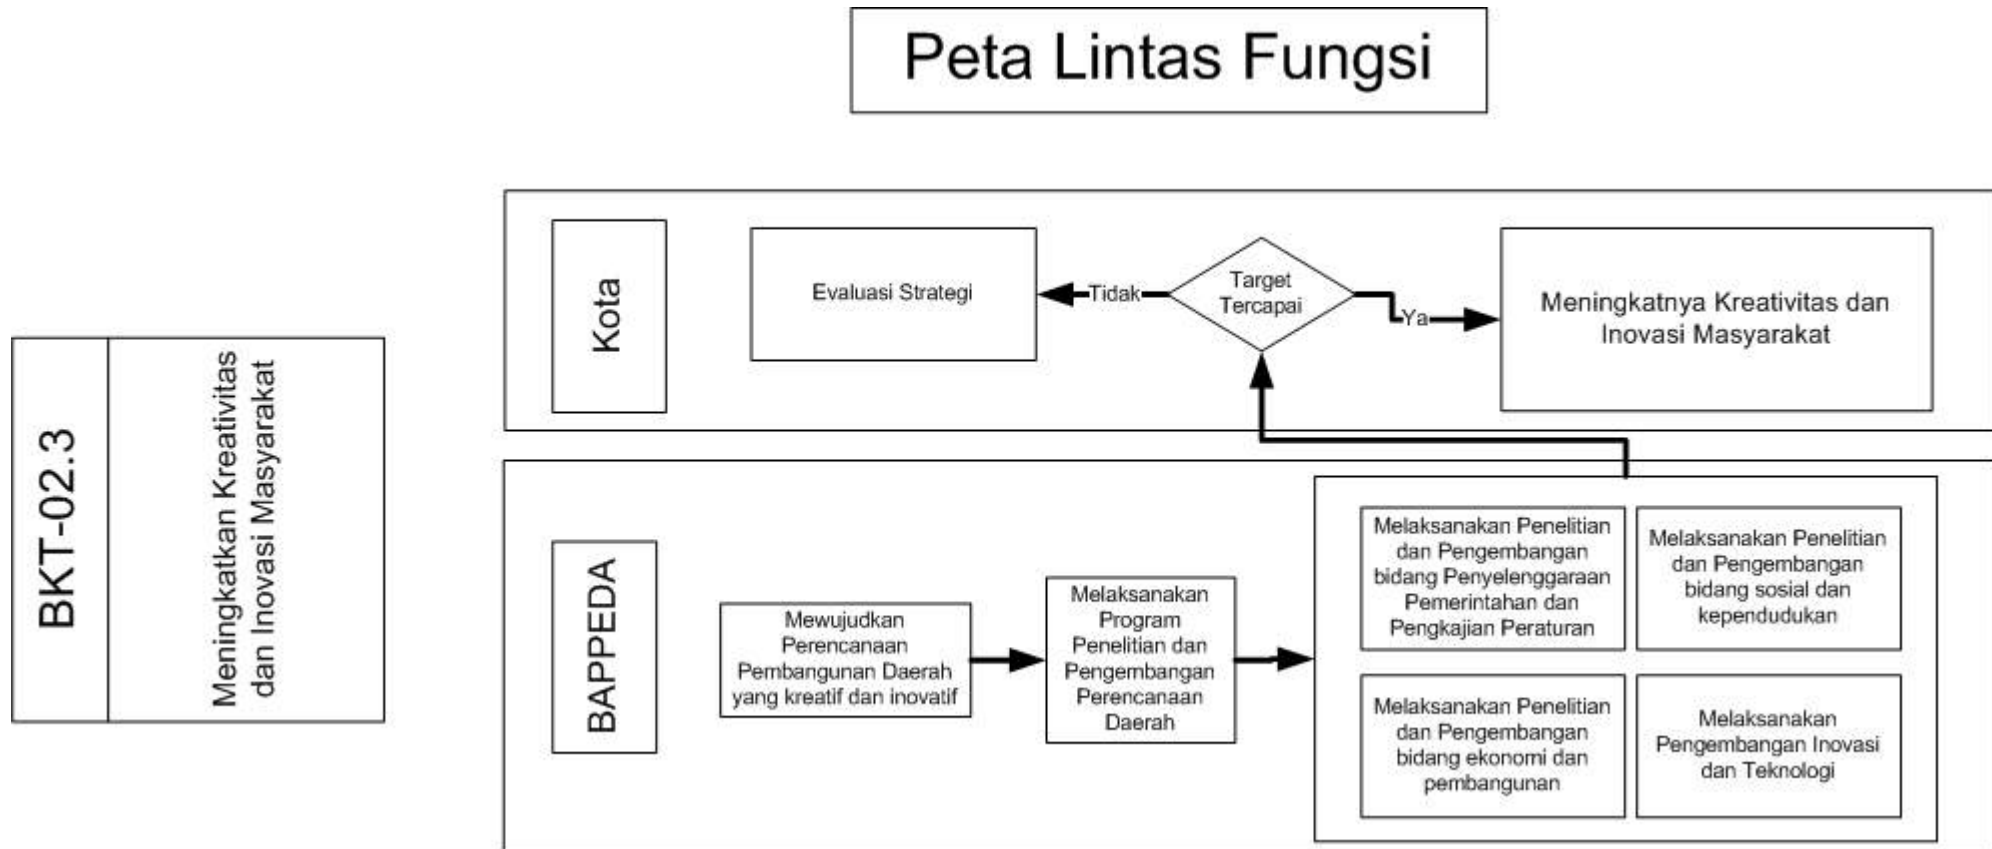 Peta Lintas Fungsi
BKT-02.3
Meningkatkan Kreativitas
dan Inovasi Masyarakat
Kota
Evaluasi Strategi
Tidak
Target
Tercapai
Ya
Meningkatnya Kreativitas dan
Inovasi Masyarakat
BAPPEDA
Mewujudkan
Perencanaan
Pembangunan Daerah
yang kreatif dan inovatif
Melaksanakan
Program
Penelitian dan
Pengembangan
Perencanaan
Daerah
Melaksanakan Penelitian
dan Pengembangan
bidang Penyelenggaraan
Pemerintahan dan
Pengkajian Peraturan
Melaksanakan Penelitian
dan Pengembangan
bidang sosial dan
kependudukan
Melaksanakan Penelitian
dan Pengembangan
bidang ekonomi dan
pembangunan
Melaksanakan
Pengembangan Inovasi
dan Teknologi